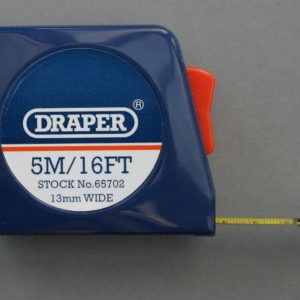 DRAPER®
5M/16FT
STOCK No.65702
13mm WIDE